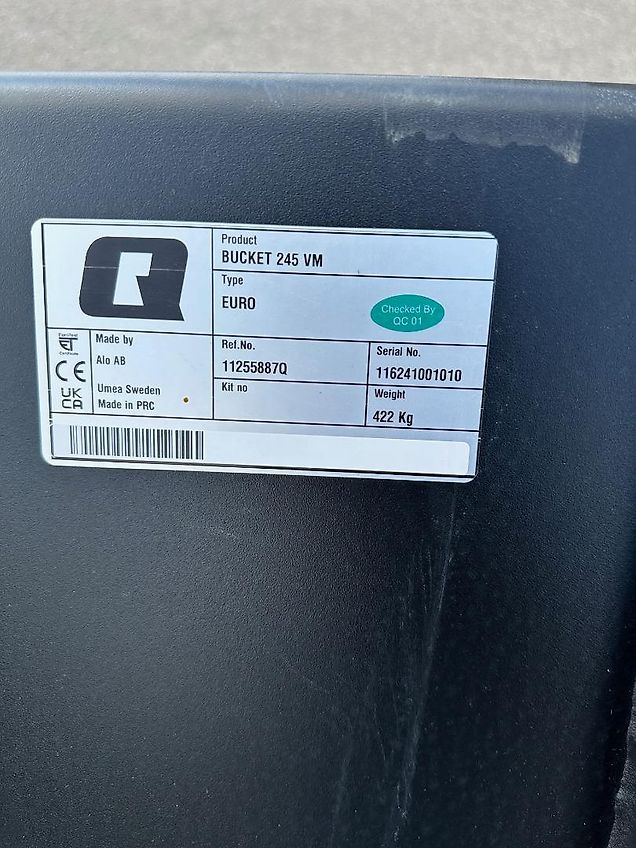 Product
BUCKET 245 VM
Type
EURO
Checked By
QC 01
Made by
Alo AB
Umea Sweden
Made in PRC
CE
UK
CA
Ref.No.
11255887Q
Serial No.
116241001010
Kit no
Weight
422 Kg